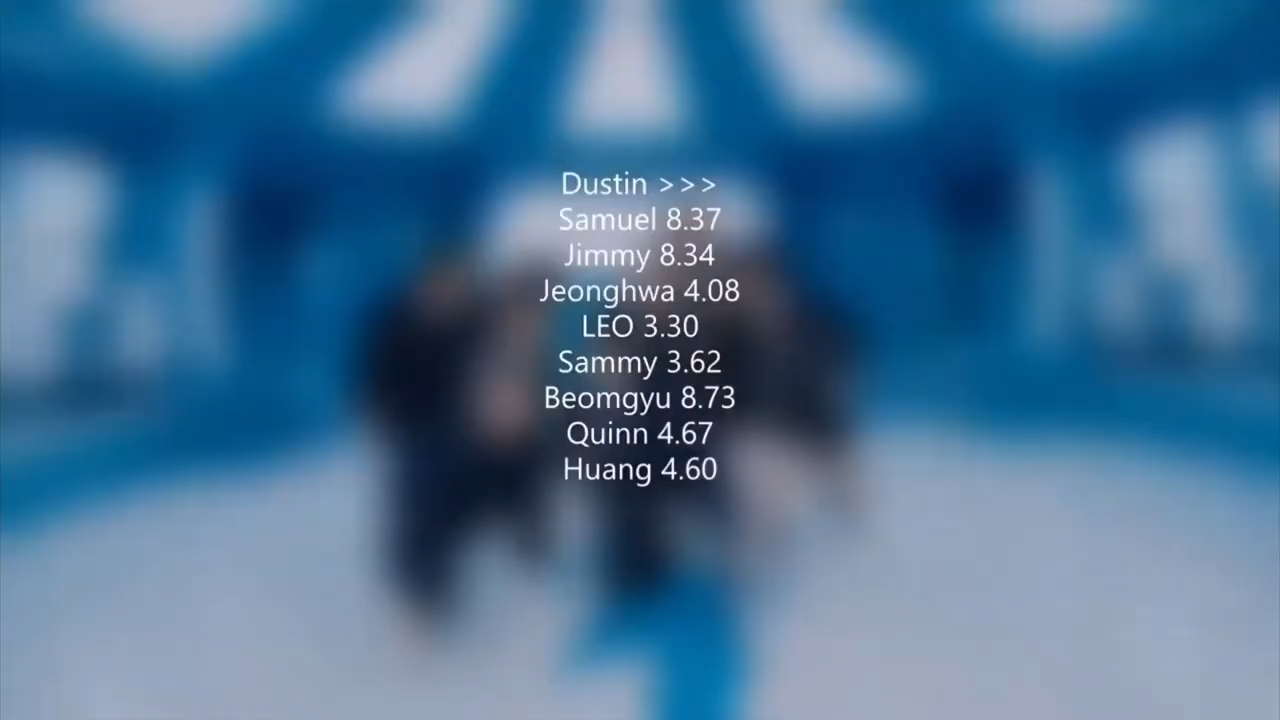 Dustin >>>
Samuel 8.37
Jimmy 8.34
Jeonghwa 4.08
LEO 3.30
Sammy 3.62
Beomgyu 8.73
Quinn 4.67
Huang 4.60